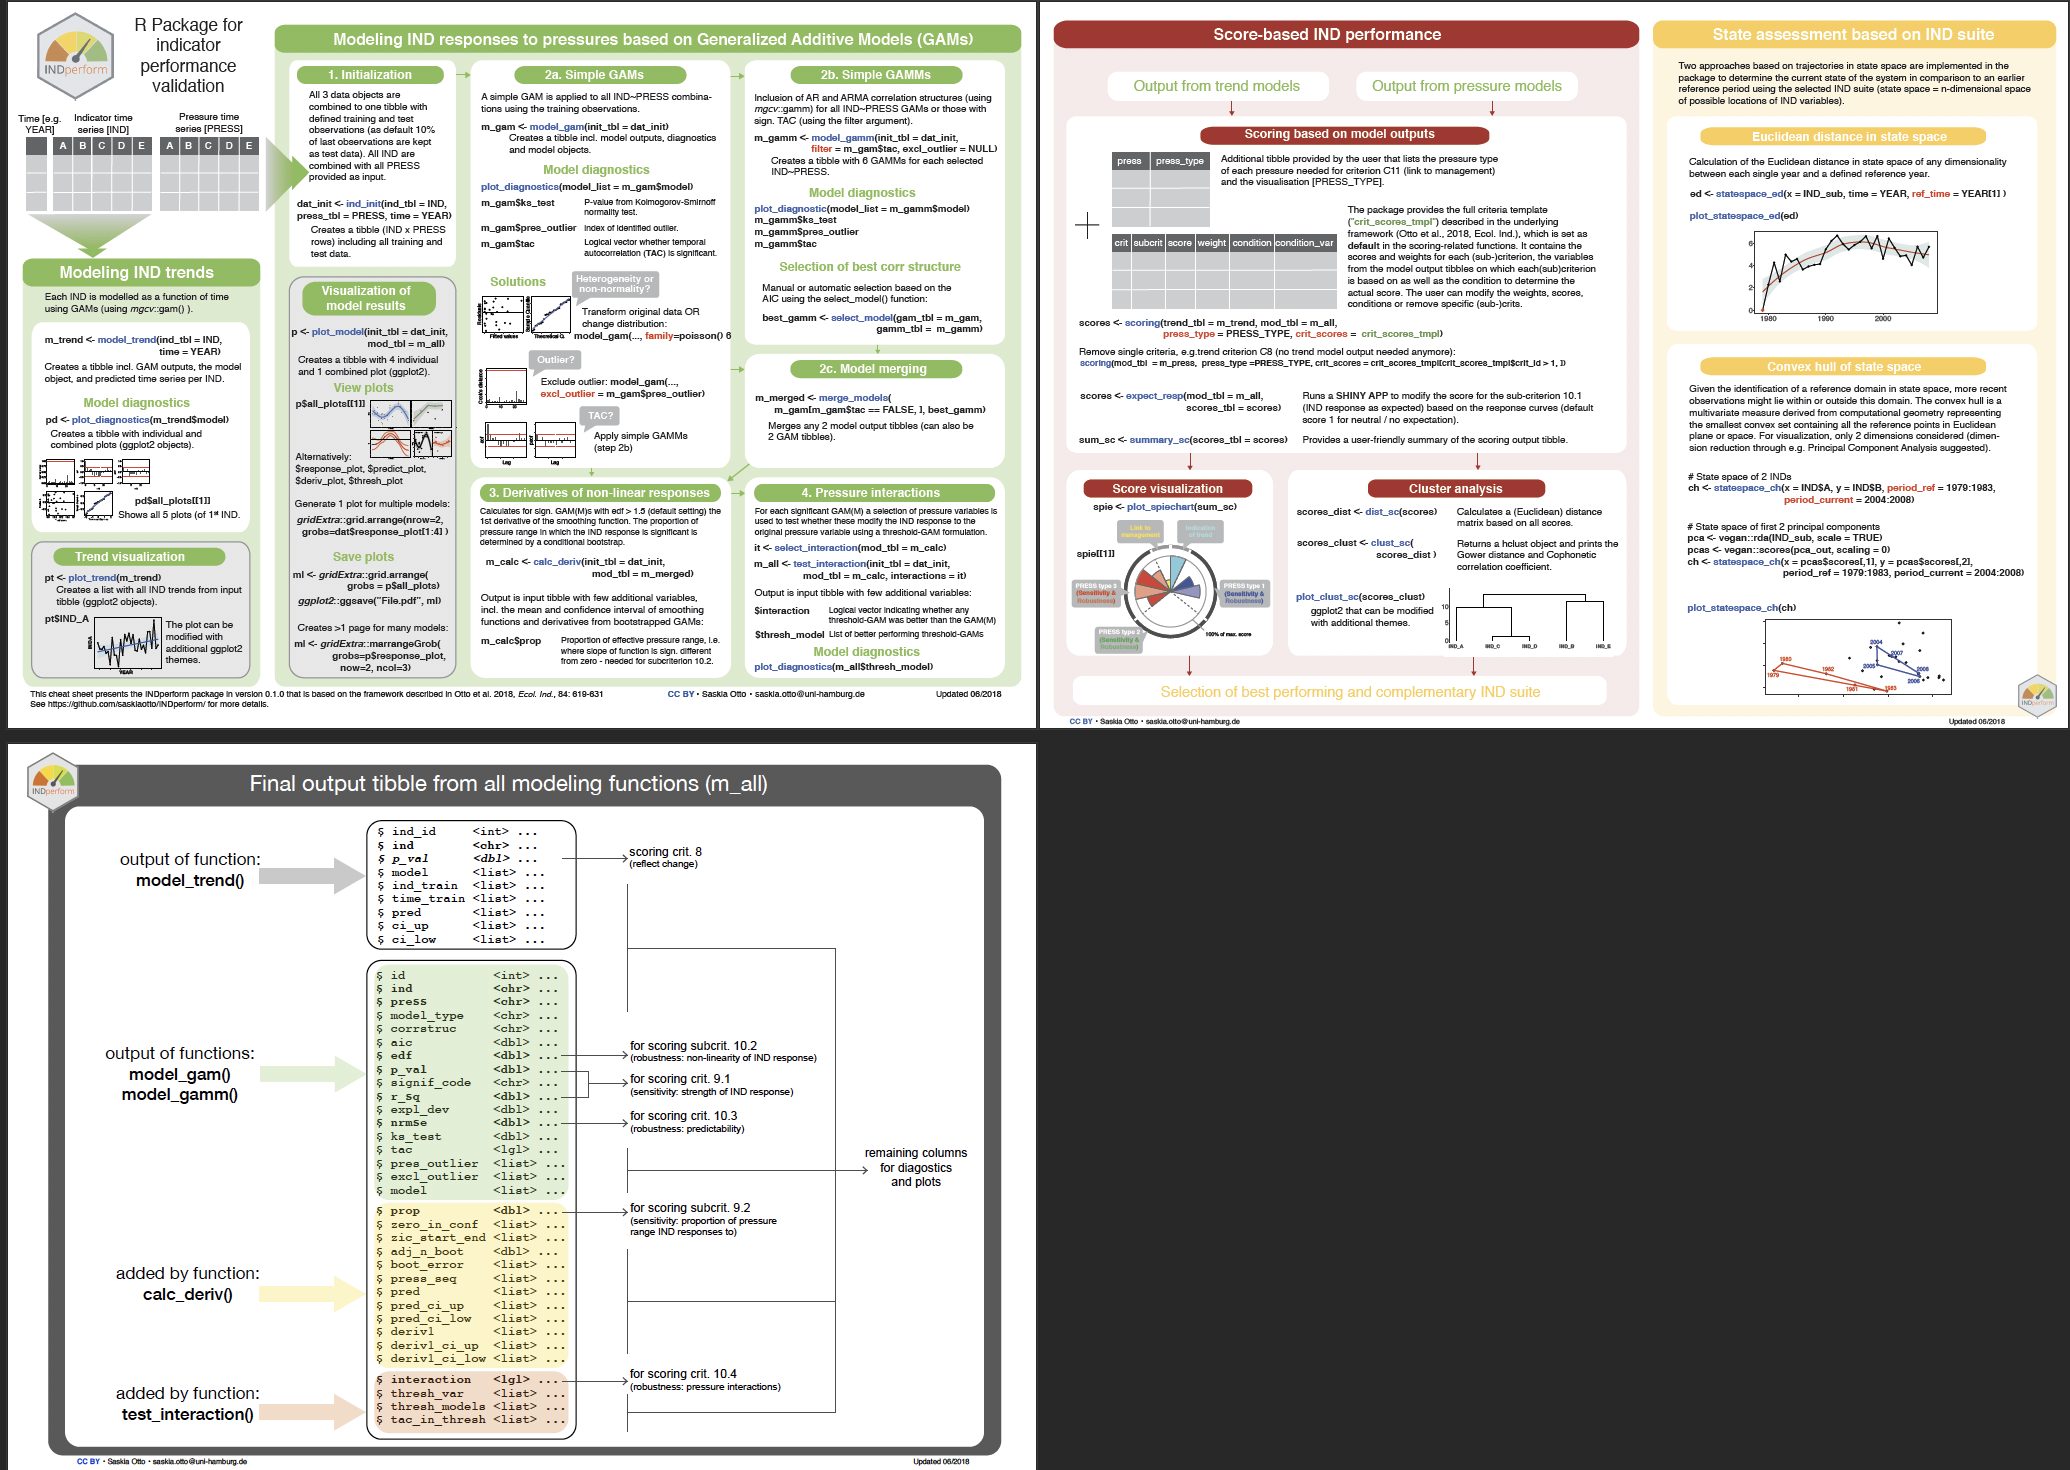 INDperform
R Package for
indicator
performance
validation
Time [e.g.
YEAR]
Indicator time
series [IND]
Pressure time
series [PRESS]
A B C D E
A B C D E
Modeling IND trends
Each IND is modelled as a function of time
using GAMs (using mgcv::gam() ).
m_trend <- model_trend(ind_tbl = IND,
time = YEAR)
Creates a tibble incl. GAM outputs, the model
object, and predicted time series per IND.
Model diagnostics
pd <- plot_diagnostics(m_trend$model)
Creates a tibble with individual and
combined plots (ggplot2 objects).
pd$all_plots[[1]]
Shows all 5 plots (of 1st IND.
Trend visualization
pt <- plot_trend(m_trend)
Creates a list with all IND trends from input
tibble (ggplot2 objects).
pt$IND_A
The plot can be
modified with
additional ggplot2
themes.
YEAR
Modeling IND responses to pressures based on Generalized Additive Models (GAMs)
1. Initialization
All 3 data objects are
combined to one tibble with
defined training and test
observations (as default 10%
of last observations are kept
as test data). All IND are
combined with all PRESS
provided as input.
dat_init <- ind_init(ind_tbl = IND,
press_tbl = PRESS, time = YEAR)
Creates a tibble (IND x PRESS
rows) including all training and
test data.
Visualization of
model results
p <- plot_model(init_tbl = dat_init,
mod_tbl = m_all)
Creates a tibble with 4 individual
and 1 combined plot (ggplot2).
View plots
p$all_plots[[1]]
Alternatively:
$response_plot, $predict_plot,
$deriv_plot, $thresh_plot
Generate 1 plot for multiple models:
gridExtra::grid.arrange(nrow=2,
grobs=dat$response_plot[1:4] )
Save plots
ml <- gridExtra::grid.arrange(
grobs = p$all_plots)
ggplot2::ggsave("File.pdf", ml)
Creates >1 page for many models:
ml <- gridExtra::marrangeGrob(
grobs=p$response_plot,
now=2, ncol=3)
2a. Simple GAMs
A simple GAM is applied to all IND~PRESS combina-
tions using the training observations.
m_gam <- model_gam(init_tbl = dat_init)
Creates a tibble incl. model outputs, diagnostics
and model objects.
Model diagnostics
plot_diagnostics(model_list = m_gam$model)
m_gam$ks_test
P-value from Kolmogorov-Smirnoff
normality test.
m_gam$pres_outlier
Index of identified outlier.
m_gam$tac
Logical vector whether temporal
autocorrelation (TAC) is significant.
Solutions
Heterogeneity or
non-normality?
Transform original data OR
change distribution:
model_gam(..., family=poisson() 6
Fitted values
Theoretical Q.
Outlier?
Exclude outlier: model_gam(...,
excl_outlier = m_gam$pres_outlier)
Cook's distance
TAC?
Apply simple GAMMs
(step 2b)
Lag
Lag
2b. Simple GAMMs
Inclusion of AR and ARMA correlation structures (using
mgcv::gamm) for all IND~PRESS GAMs or those with
sign. TAC (using the filter argument).
m_gamm <- model_gamm(init_tbl = dat_init,
filter = m_gam$tac, excl_outlier = NULL)
Creates a tibble with 6 GAMMs for each selected
IND~PRESS.
Model diagnostics
plot_diagnostic(model_list = m_gamm$model)
m_gamm$ks_test
m_gamm$pres_outlier
m_gamm$tac
Selection of best corr structure
Manual or automatic selection based on the
AIC using the select_model() function:
best_gamm <- select_model(gam_tbl = m_gam,
gamm_tbl = m_gamm)
2c. Model merging
m_merged <- merge_models(
m_gam[m_gam$tac == FALSE, ], best_gamm)
Merges any 2 model output tibbles (can also be
2 GAM tibbles).
3. Derivatives of non-linear responses
Calculates for sign. GAM(M)s with edf > 1.5 (default setting) the
1st derivative of the smoothing function. The proportion of
pressure range in which the IND response is significant is
determined by a conditional bootstrap.
m_calc <- calc_deriv(init_tbl = dat_init,
mod_tbl = m_merged)
Output is input tibble with few additional variables,
incl. the mean and confidence interval of smoothing
functions and derivatives from bootstrapped GAMs:
m_calc$prop
Proportion of effective pressure range, i.e.
where slope of function is sign. different
from zero - needed for subcriterion 10.2.
4. Pressure interactions
For each significant GAM(M) a selection of pressure variables is
used to test whether these modify the IND response to the
original pressure variable using a threshold-GAM formulation.
it <- select_interaction(mod_tbl = m_calc)
m_all <- test_interaction(init_tbl = dat_init,
mod_tbl = m_calc, interactions = it)
Output is input tibble with few additional variables:
$interaction
Logical vector indicating whether any
threshold-GAM was better than the GAM(M)
$thresh_model List of better performing threshold-GAMs
Model diagnostics
plot_diagnostics(m_all$thresh_model)
This cheat sheet presents the INDperform package in version 0.1.0 that is based on the framework described in Otto et al. 2018, Ecol. Ind., 84: 619-631
See https://github.com/saskiaotto/INDperform/ for more details.
CC BY • Saskia Otto • saskia.otto@uni-hamburg.de
Updated 06/2018
Score-based IND performance
Output from trend models
Output from pressure models
Scoring based on model outputs
press press_type
Additional tibble provided by the user that lists the pressure type
of each pressure needed for criterion C11 (link to management)
and the visualisation [PRESS_TYPE].
crit subcrit score weight condition condition_var
The package provides the full criteria template
("crit_scores_tmpl") described in the underlying
framework (Otto et al., 2018, Ecol. Ind.), which is set as
default in the scoring-related functions. It contains the
scores and weights for each (sub-)criterion, the variables
from the model output tibbles on which each(sub)criterion
is based on as well as the condition to determine the
actual score. The user can modify the weights, scores,
conditions or remove specific (sub-)crits.
scores <- scoring(trend_tbl = m_trend, mod_tbl = m_all,
press_type = PRESS_TYPE, crit_scores = crit_scores_tmpl)
Remove single criteria, e.g.trend criterion C8 (no trend model output needed anymore):
scoring(mod_tbl = m_press, press_type =PRESS_TYPE, crit_scores = crit_scores_tmpl[crit_scores_tmpl$crit_id > 1, ])
scores <- expect_resp(mod_tbl = m_all,
scores_tbl = scores)
Runs a SHINY APP to modify the score for the sub-criterion 10.1
(IND response as expected) based on the response curves (default
score 1 for neutral / no expectation).
sum_sc <- summary_sc(scores_tbl = scores)
Provides a user-friendly summary of the scoring output tibble.
Score visualization
spie <- plot_spiechart(sum_sc)
spie[[1]]
Link to
management
Indication
of trend
PRESS type 3
(Sensitivity &
Robustness)
PRESS type 1
(Sensitivity &
Robustness)
PRESS type 2
(Sensitivity &
Robustness)
100% of max. score
Cluster analysis
scores_dist <- dist_sc(scores)
Calculates a (Euclidean) distance
matrix based on all scores.
scores_clust <- clust_sc(
scores_dist )
Returns a hclust object and prints the
Gower distance and Cophonetic
correlation coefficient.
plot_clust_sc(scores_clust)
ggplot2 that can be modified
with additional themes.
10
5
0
IND_A IND_C IND_D IND_B IND_E
Selection of best performing and complementary IND suite
CC BY • Saskia Otto • saskia.otto@uni-hamburg.de
State assessment based on IND suite
Two approaches based on trajectories in state space are implemented in the
package to determine the current state of the system in comparison to an earlier
reference period using the selected IND suite (state space = n-dimensional space
of possible locations of IND variables).
Euclidean distance in state space
Calculation of the Euclidean distance in state space of any dimensionality
between each single year and a defined reference year.
ed <- statespace_ed(x = IND_sub, time = YEAR, ref_time = YEAR[1] )
plot_statespace_ed(ed)
6
4
2
0
1980 1990 2000
Convex hull of state space
Given the identification of a reference domain in state space, more recent
observations might lie within or outside this domain. The convex hull is a
multivariate measure derived from computational geometry representing
the smallest convex set containing all the reference points in Euclidean
plane or space. For visualization, only 2 dimensions considered (dimen-
sion reduction through e.g. Principal Component Analysis suggested).
# State space of 2 INDs
ch <- statespace_ch(x = IND$A, y = IND$B, period_ref = 1979:1983,
period_current = 2004:2008)
# State space of first 2 principal components
pca <- vegan::rda(IND_sub, scale = TRUE)
pcas <- vegan::scores(pca_out, scaling = 0)
ch <- statespace_ch(x = pcas$scores[,1], y = pcas$scores[,2],
period_ref = 1979:1983, period_current = 2004:2008)
plot_statespace_ch(ch)
2004
2007
1980
2005
1982
2008
1979
2006
1981
1983
INDperform
Updated 06/2018
INDperform
Final output tibble from all modeling functions (m_all)
output of function:
model_trend()
$ ind_id <int> ...
$ ind <chr> ...
$ p_val <dbl> ...
$ model <list> ...
$ ind_train <list> ...
$ time_train <list> ...
$ pred <list> ...
$ ci_up <list> ...
$ ci_low <list> ...
scoring crit. 8
(reflect change)
output of functions:
model_gam()
model_gamm()
$ id <int> ...
$ ind <chr> ...
$ press <chr> ...
$ model_type <chr> ...
$ corrstruc <chr> ...
$ aic <dbl> ...
$ edf <dbl> ...
$ p_val <dbl> ...
$ signif_code <chr> ...
$ r_sq <dbl> ...
$ expl_dev <dbl> ...
$ nrmse <dbl> ...
$ ks_test <dbl> ...
$ tac <lgl> ...
$ pres_outlier <list> ...
$ excl_outlier <list> ...
$ model <list> ...
for scoring subcrit. 10.2
(robustness: non-linearity of IND response)
for scoring crit. 9.1
(sensitivity: strength of IND response)
for scoring crit. 10.3
(robustness: predictability)
remaining columns
for diagostics
and plots
added by function:
calc_deriv()
$ prop <dbl> ...
$ zero_in_conf <list> ...
$ zic_start_end <list> ...
$ adj_n_boot <dbl> ...
$ boot_error <list> ...
$ press_seq <list> ...
$ pred <list> ...
$ pred_ci_up <list> ...
$ pred_ci_low <list> ...
$ deriv1 <list> ...
$ deriv1_ci_up <list> ...
$ deriv1_ci_low <list> ...
for scoring subcrit. 9.2
(sensitivity: proportion of pressure
range IND responses to)
added by function:
test_interaction()
$ interaction <lgl> ...
$ thresh_var <list> ...
$ thresh_models <list> ...
$ tac_in_thresh <list> ...
for scoring crit. 10.4
(robustness: pressure interactions)
CC BY • Saskia Otto • saskia.otto@uni-hamburg.de
Updated 06/2018